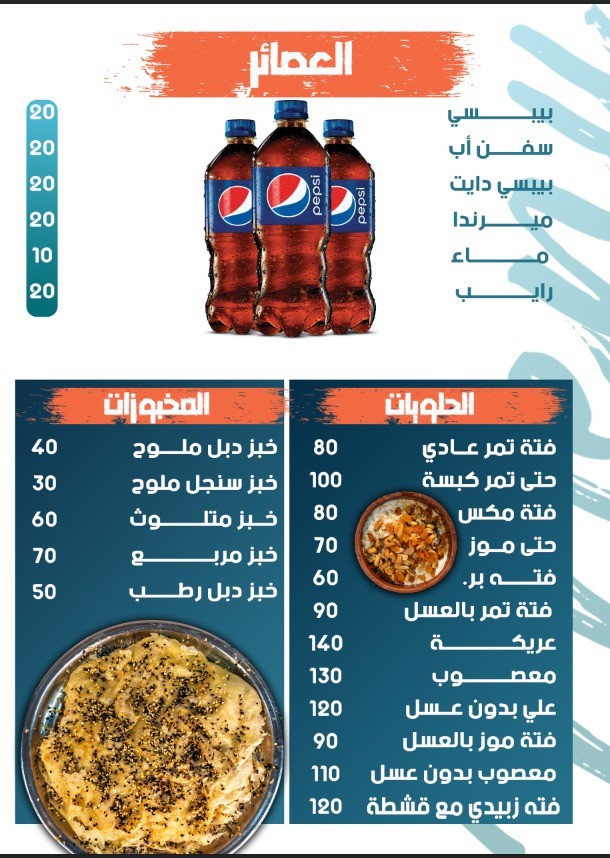 العصائر
بيبسي 20
سفن أب 20
بيبسي دايت 20
ميرندا 20
ماء 10
رايب 20
pepsi
pepsi
الحلويات
فتة تمر عادي 80
حتى تمر كبسة 100
فتة مكس 80
حتى موز 70
فته بر. 60
فتة تمر بالعسل 90
عريكة 140
معصوب 130
علي بدون عسل 120
فتة موز بالعسل 90
معصوب بدون عسل 110
فته زبيدي مع قشطة 120
المخبوزات
خبز دبل ملوح 40
خبز سنجل ملوح 30
خبز متلوث 60
خبز مربع 70
خبز دبل رطب 50